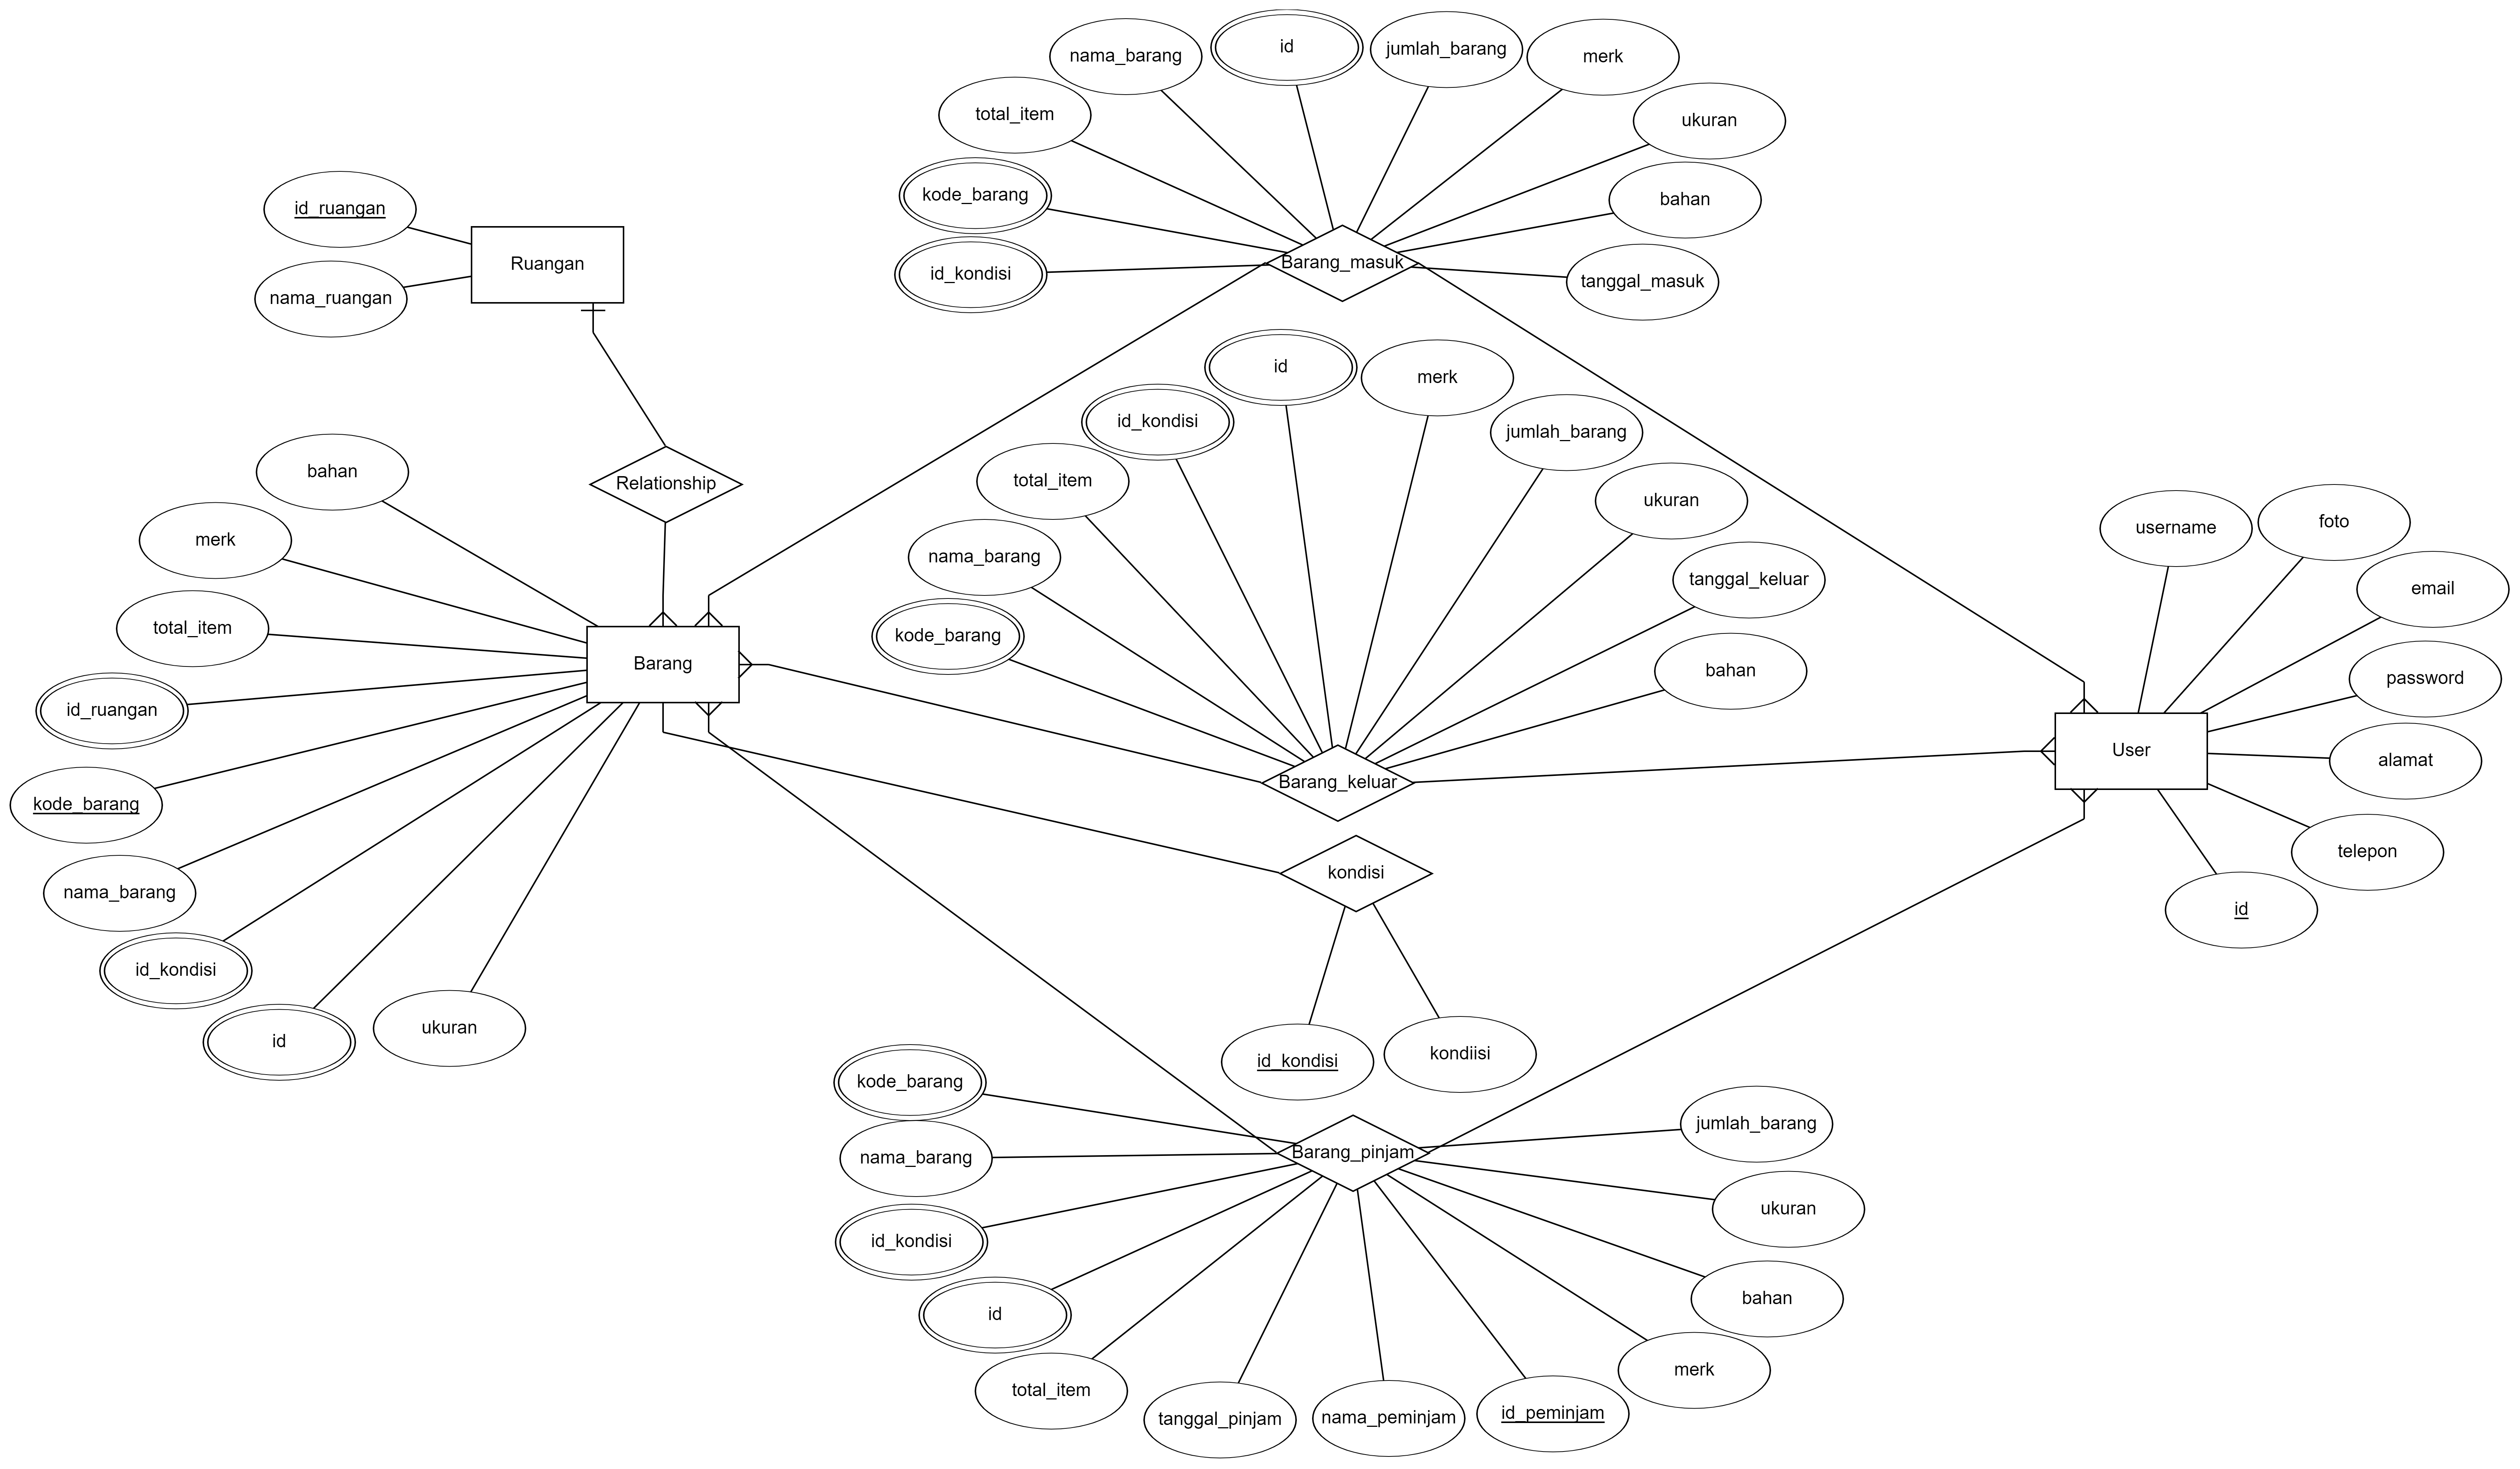 nama_barang
id
jumlah_barang
merk
total_item
ukuran
kode_barang
bahan
id_kondisi
Barang_masuk
tanggal_masuk
id_ruangan
Ruangan
nama_ruangan
id
merk
id_kondisi
jumlah_barang
total_item
ukuran
nama_barang
tanggal_keluar
kode_barang
bahan
Barang_keluar
bahan
Relationship
merk
total_item
Barang
id_ruangan
kode_barang
nama_barang
id_kondisi
id
ukuran
username
foto
email
password
User
alamat
telepon
id
kondisi
id_kondisi
kondiisi
kode_barang
jumlah_barang
nama_barang
Barang_pinjam
ukuran
id_kondisi
bahan
id
merk
total_item
tanggal_pinjam
nama_peminjam
id_peminjam